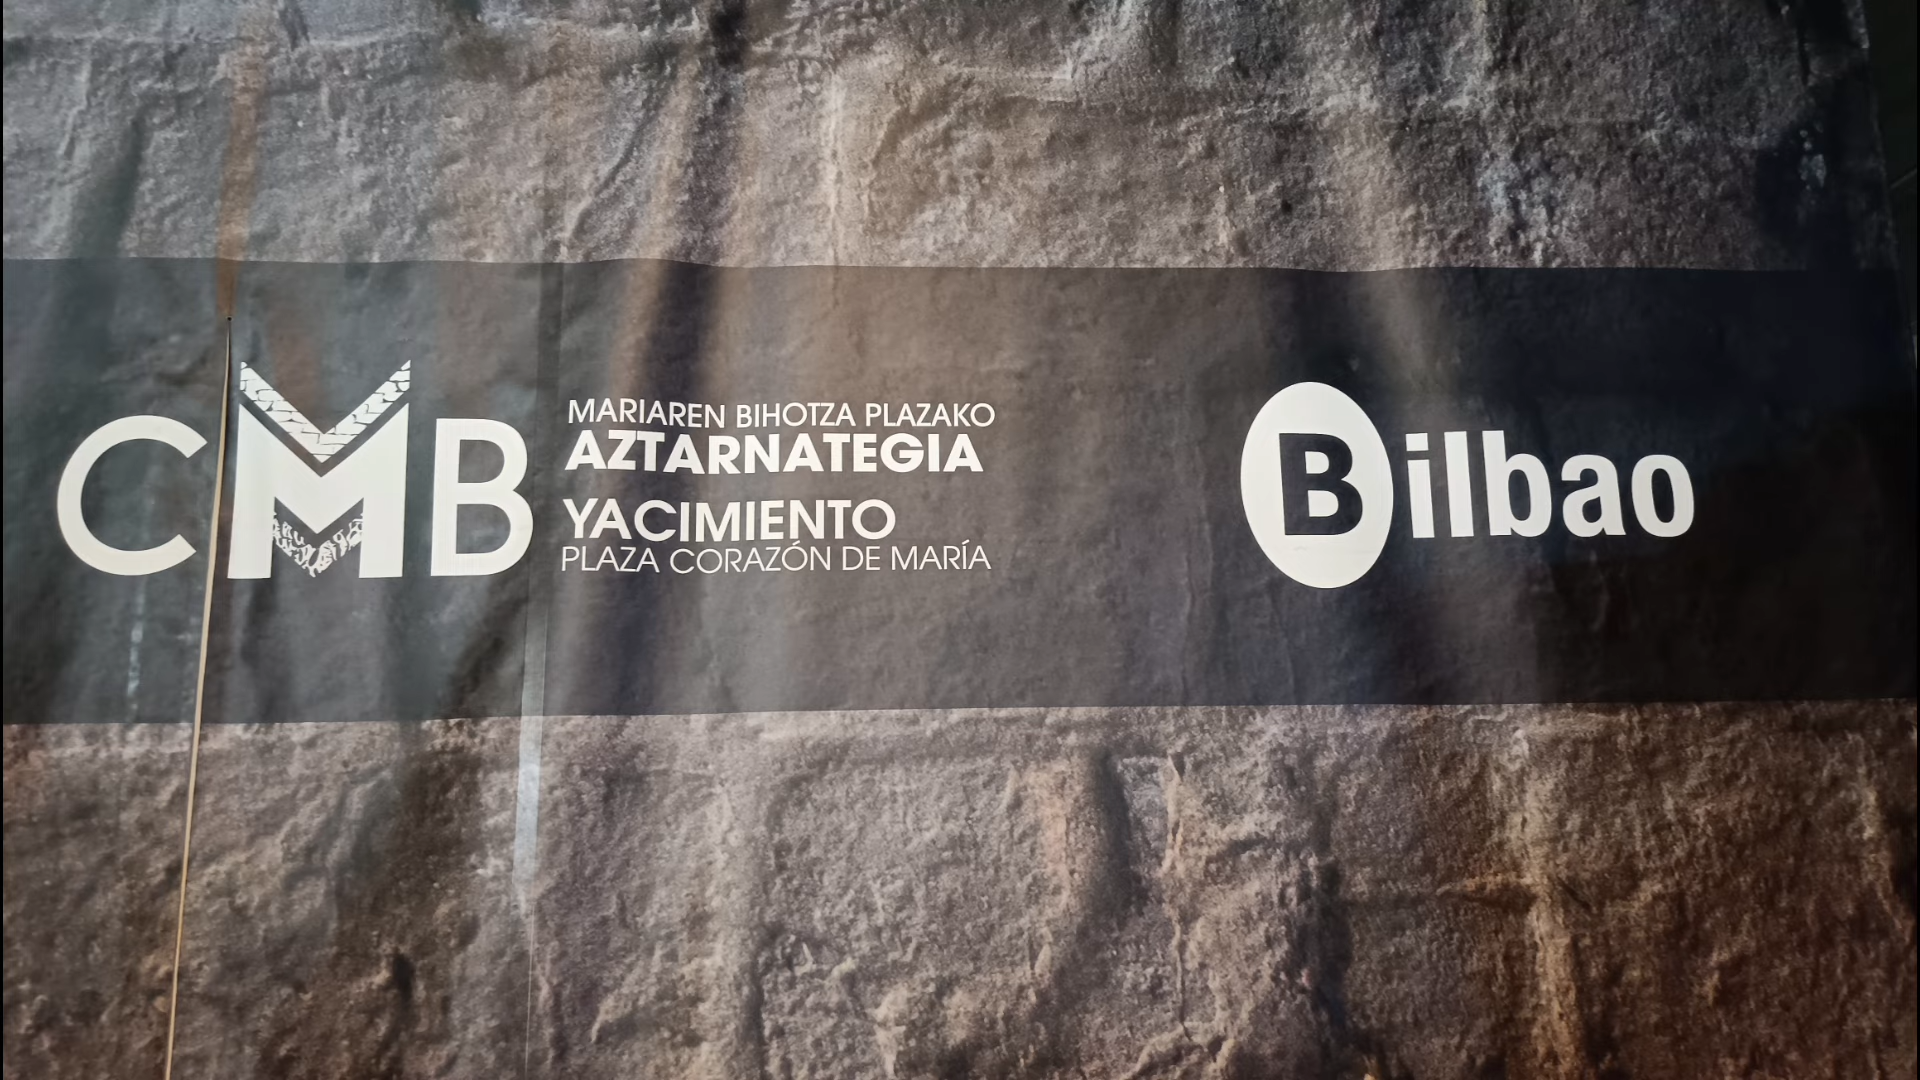 CMB
MARIAREN BIHOTZA PLAZAKO
AZTARNATEGIA
YACIMIENTO
PLAZA CORAZÓN DE MARÍA
Bilbao